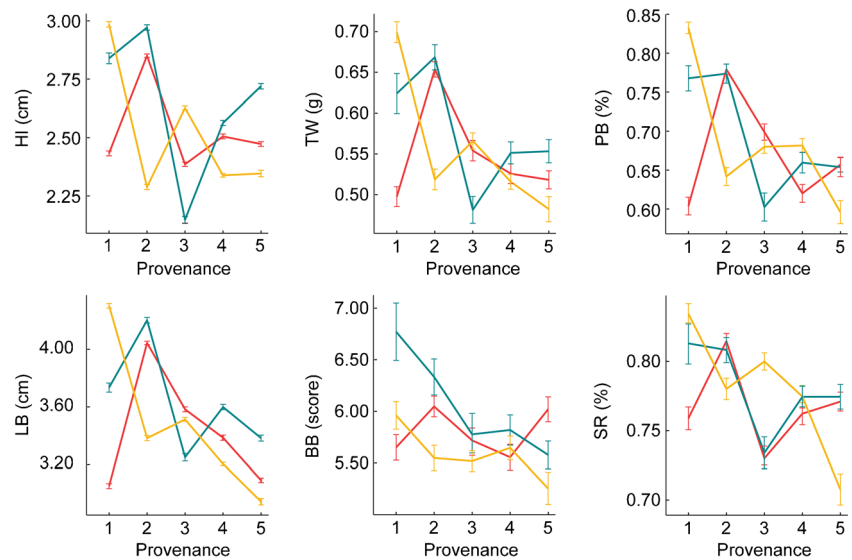 HI (cm)
3.00
2.75
2.50
2.25
1 2 3 4 5
Provenance
TW (g)
0.70
0.65
0.60
0.55
0.50
1 2 3 4 5
Provenance
PB (%)
0.85
0.80
0.75
0.70
0.65
0.60
1 2 3 4 5
Provenance
LB (cm)
4.00
3.60
3.20
1 2 3 4 5
Provenance
BB (score)
7.00
6.50
6.00
5.50
1 2 3 4 5
Provenance
SR (%)
0.80
0.75
0.70
1 2 3 4 5
Provenance